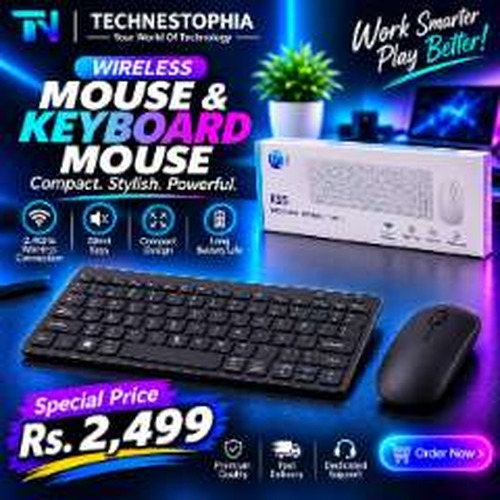 TN | TECHNESTOPHIA
Your World Of Technology
Work Smarter
Play Better!
WIRELESS
MOUSE &
KEYBOARD
MOUSE
Compact. Stylish. Powerful.
2.4GHz
Wireless
Connection
Silent
Keys
Compact
Design
Long
Battery Life
Special Price
Rs. 2,499
Premium
Quality
Fast
Delivery
Dedicated
Support
Order Now >